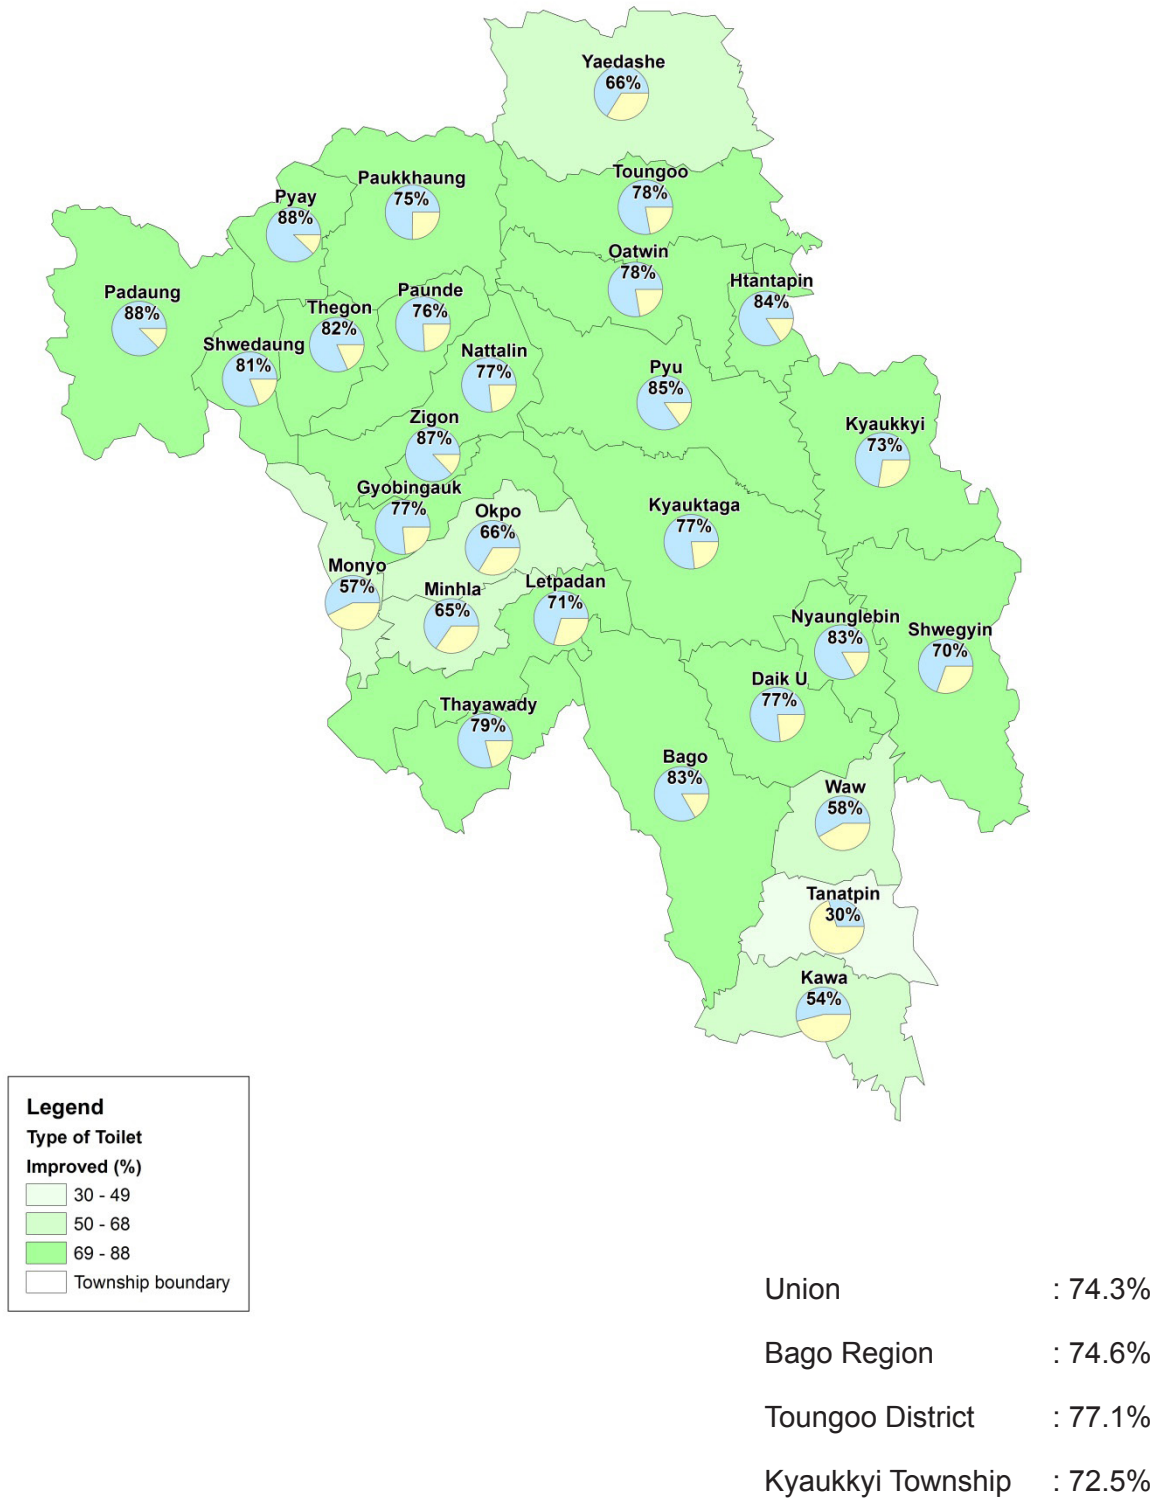 Yaedashe
66%
Toungoo
78%
Paukkhaung
75%
Pyay
88%
Oatwin
78%
Htantapin
84%
Padaung
88%
Paunde
76%
Thegon
82%
Shwedaung
81%
Nattalin
77%
Pyu
85%
Kyaukkyi
73%
Zigon
87%
Gyobingauk
77%
Okpo
66%
Kyauktaga
77%
Monyo
57%
Minhla
65%
Letpadan
71%
Nyaunglebin
83%
Shwegyin
70%
Daik U
77%
Thayawady
79%
Bago
83%
Waw
58%
Tanatpin
30%
Kawa
54%
Legend
Type of Toilet
Improved (%)
30 - 49
50 - 68
69 - 88
Township boundary
Union : 74.3%
Bago Region : 74.6%
Toungoo District : 77.1%
Kyaukkyi Township : 72.5%